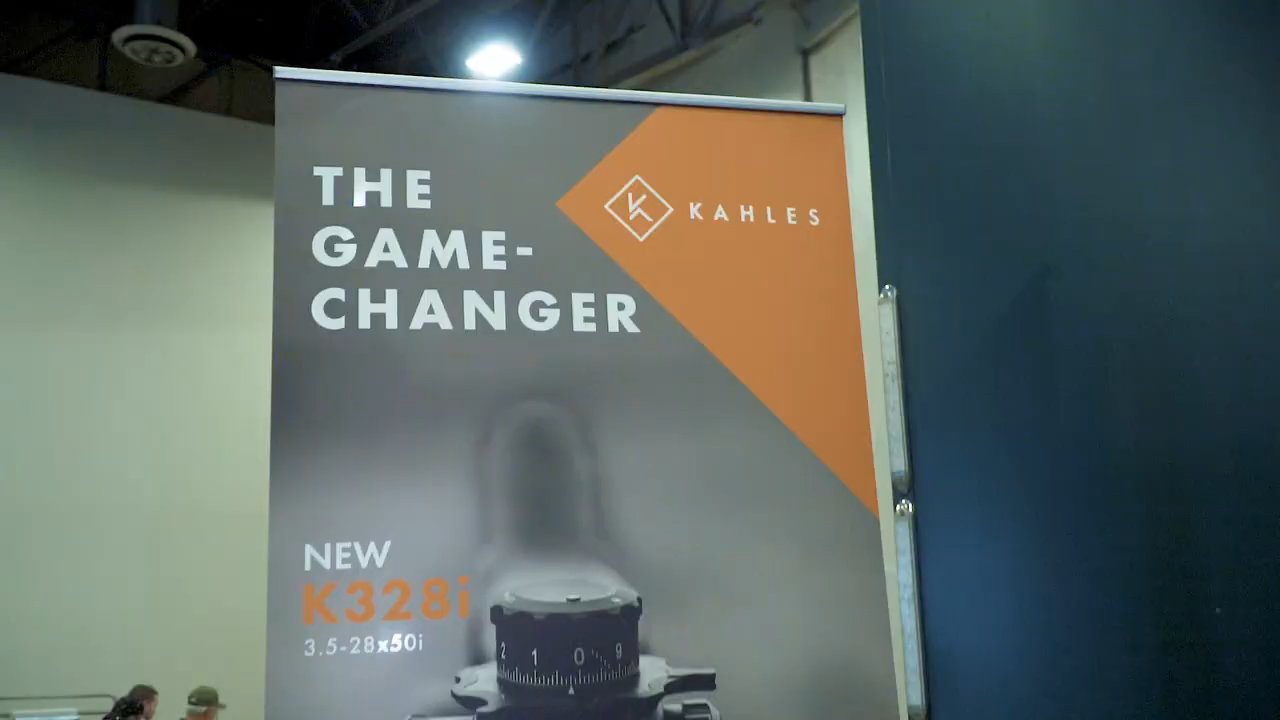 THE
GAME-
CHANGER
KAHLES
NEW
K328i
3.5-28x50i
2 1 0 9